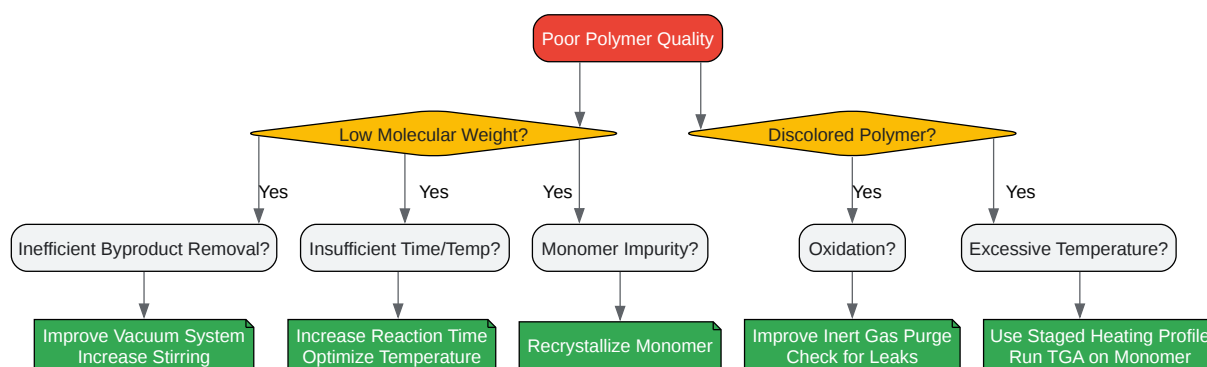 Poor Polymer Quality
Low Molecular Weight?
Discolored Polymer?
Yes
Yes
Yes
Yes
Yes
Inefficient Byproduct Removal?
Insufficient Time/Temp?
Monomer Impurity?
Oxidation?
Excessive Temperature?
Improve Vacuum System
Increase Stirring
Increase Reaction Time
Optimize Temperature
Recrystallize Monomer
Improve Inert Gas Purge
Check for Leaks
Use Staged Heating Profile
Run TGA on Monomer